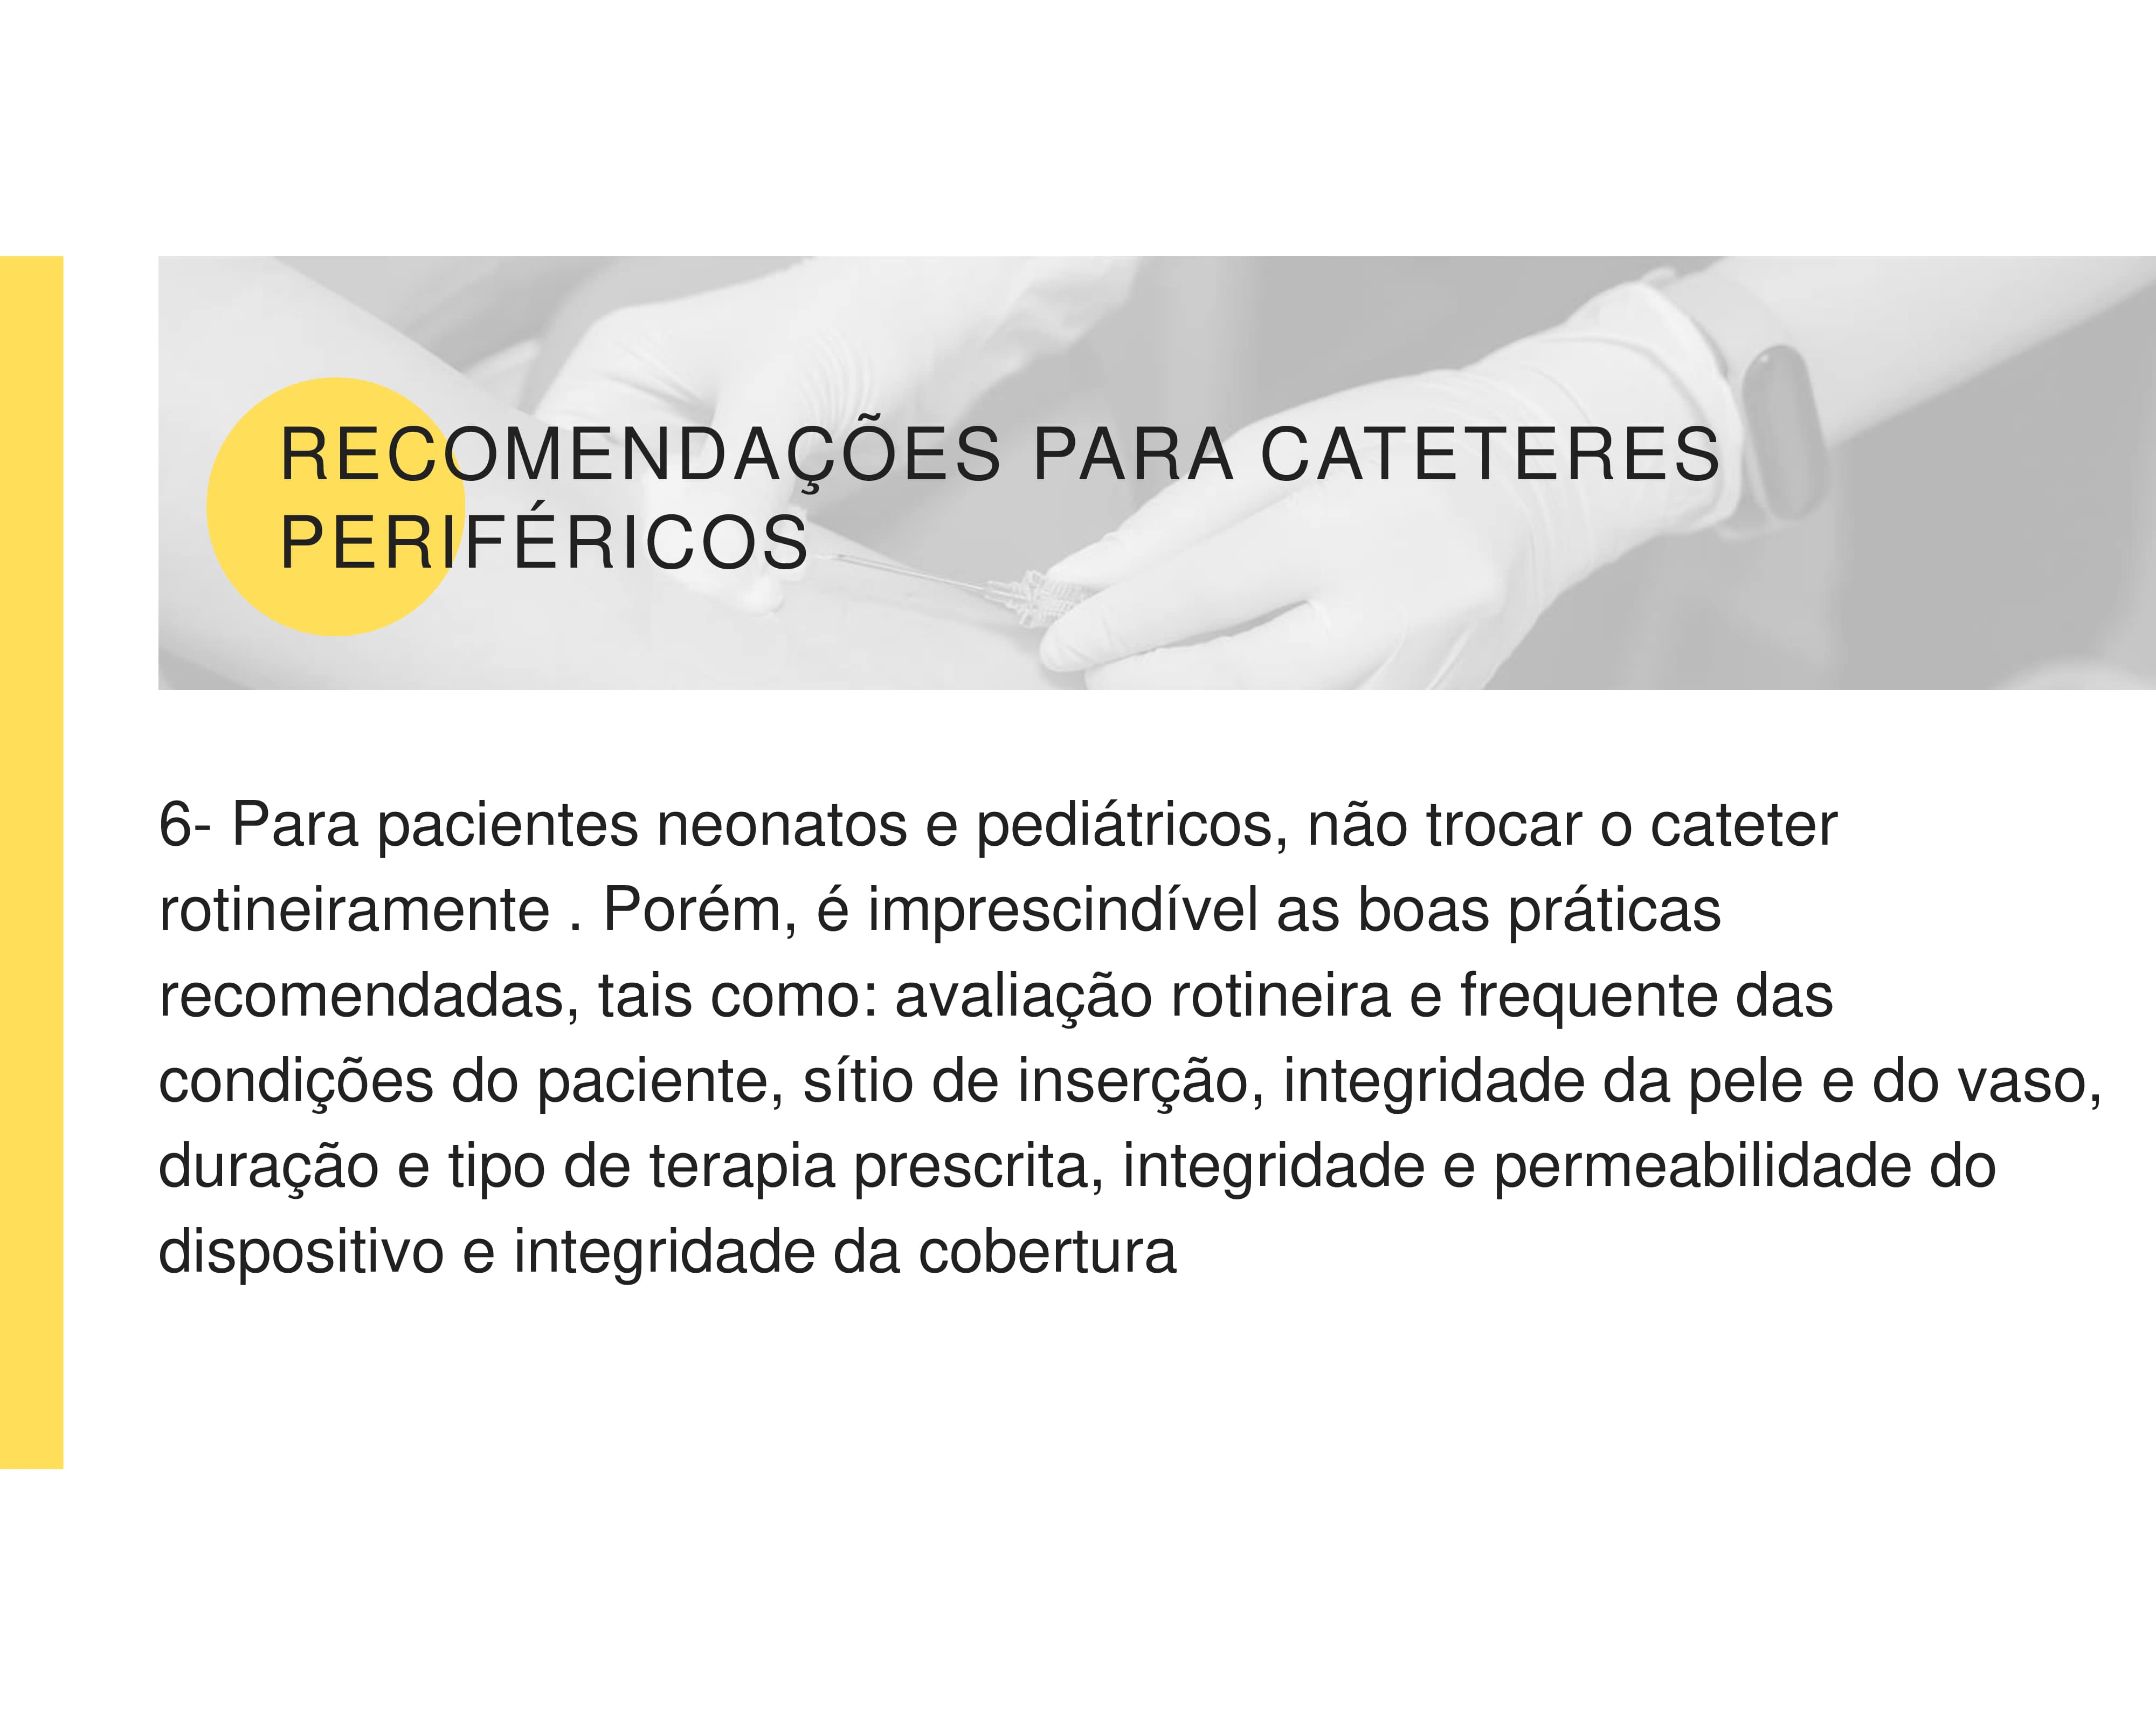 RECOMENDAÇÕES PARA CATETERES
PERIFÉRICOS
6- Para pacientes neonatos e pediátricos, não trocar o cateter
rotineiramente . Porém, é imprescindível as boas práticas
recomendadas, tais como: avaliação rotineira e frequente das
condições do paciente, sítio de inserção, integridade da pele e do vaso,
duração e tipo de terapia prescrita, integridade e permeabilidade do
dispositivo e integridade da cobertura